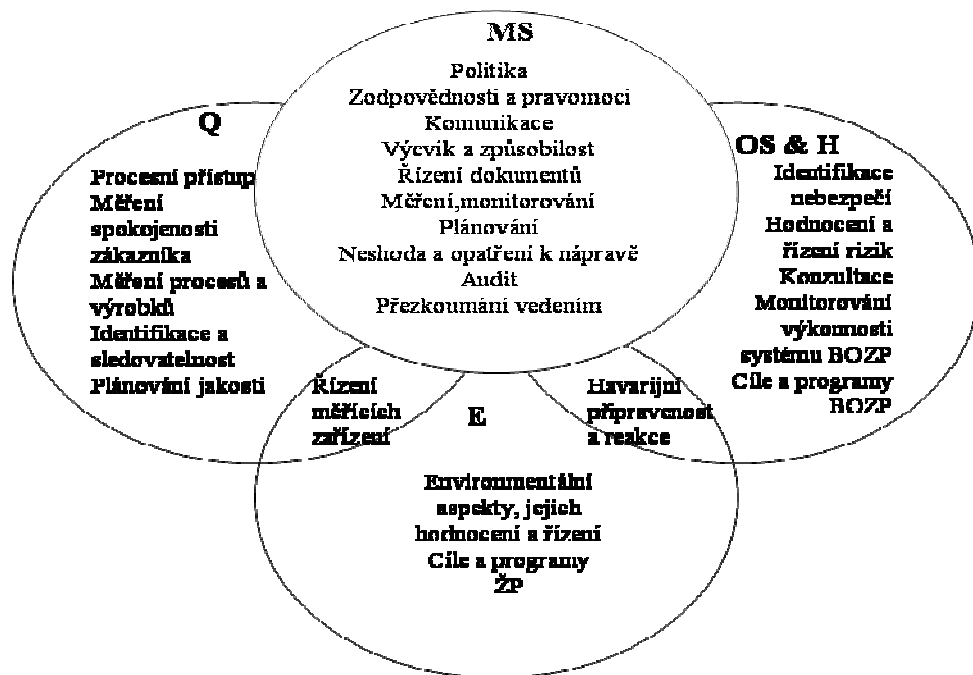 MS
Politika
Zodpovědnosti a pravomoci
Komunikace
Výcvik a způsobilost
Řízení dokumentů
Měření,monitorování
Plánování
Neshoda a opatření k nápravě
Audit
Přezkoumání vedením
Q
Procesní přístup
Měření
spokojenosti
zákazníka
Měření procesů a
výrobků
Identifikace a
sledovatelnost
Plánování jakosti
OS & H
Identifikace
nebezpečí
Hodnocení a
řízení rizik
Konzultace
Monitorování
výkonnosti
systému BOZP
Cíle a programy
BOZP
Řízení
měřících
zařízení
Havarijní
připravenost
a reakce
E
Environmentální
aspekty, jejich
hodnocení a řízení
Cíle a programy
ŽP